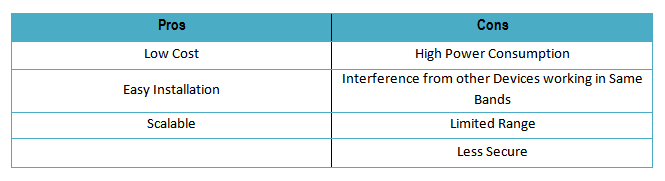 Pros Cons
Low Cost High Power Consumption
Easy Installation Interference from other Devices working in Same
Bands
Scalable Limited Range
Less Secure